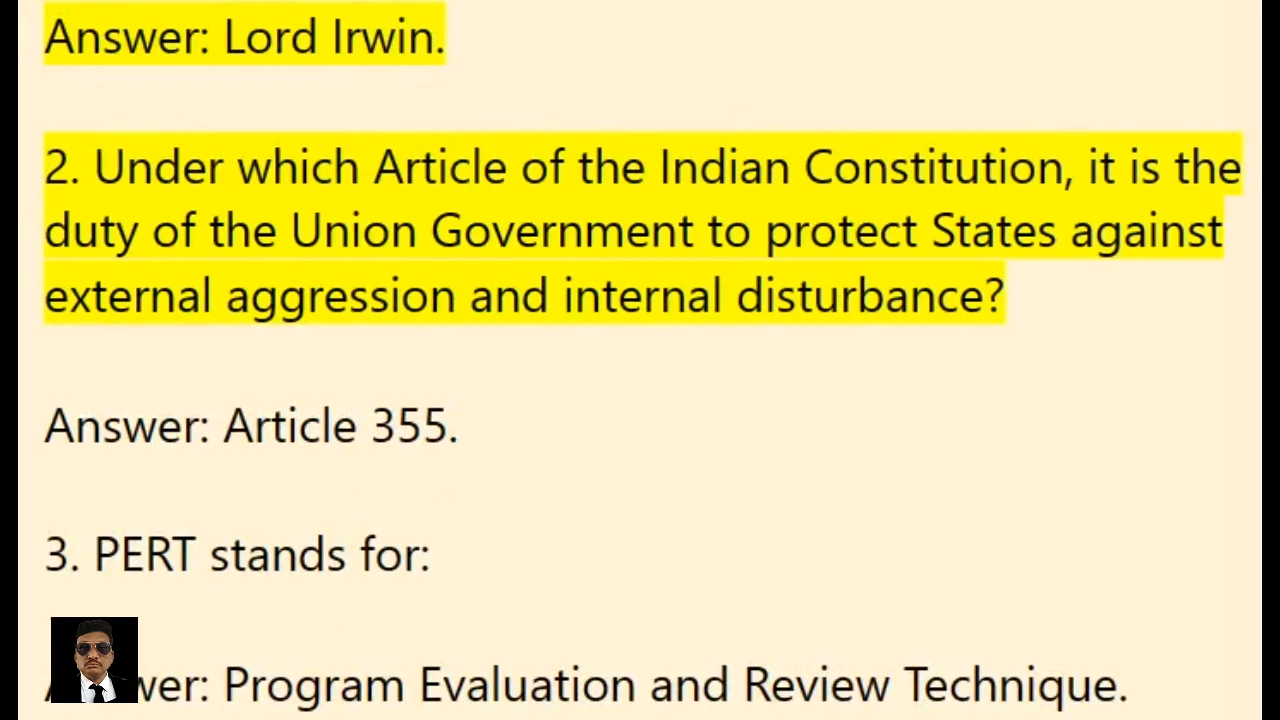 Answer: Lord Irwin.
2. Under which Article of the Indian Constitution, it is the
duty of the Union Government to protect States against
external aggression and internal disturbance?
Answer: Article 355.
3. PERT stands for:
wer: Program Evaluation and Review Technique.